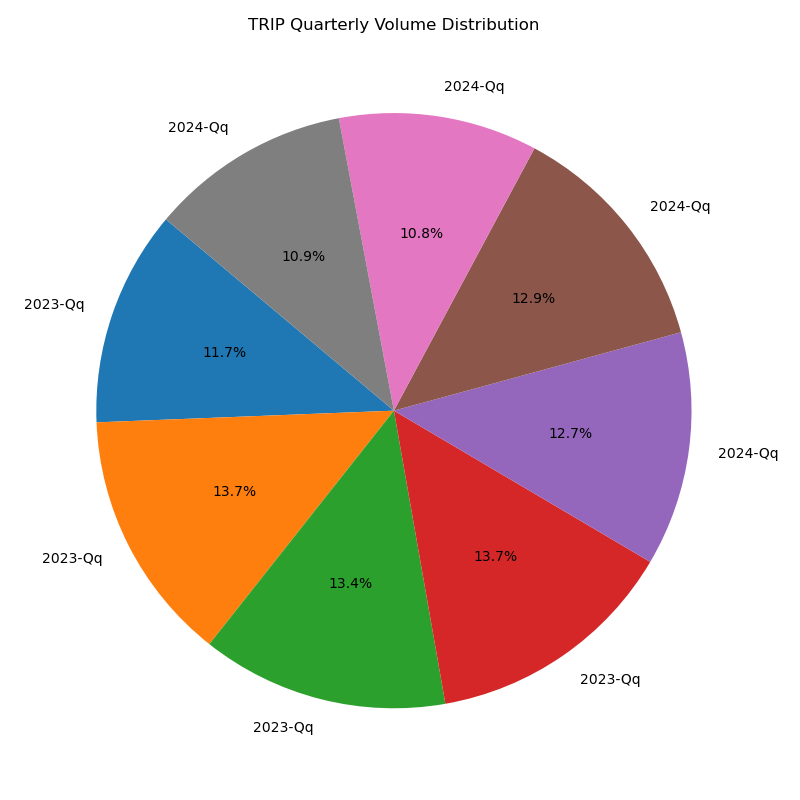 TRIP Quarterly Volume Distribution
2024-Qq
2024-Qq
2024-Qq
10.8%
10.9%
12.9%
2023-Qq
11.7%
12.7%
2024-Qq
13.7%
2023-Qq
13.7%
13.4%
2023-Qq
2023-Qq